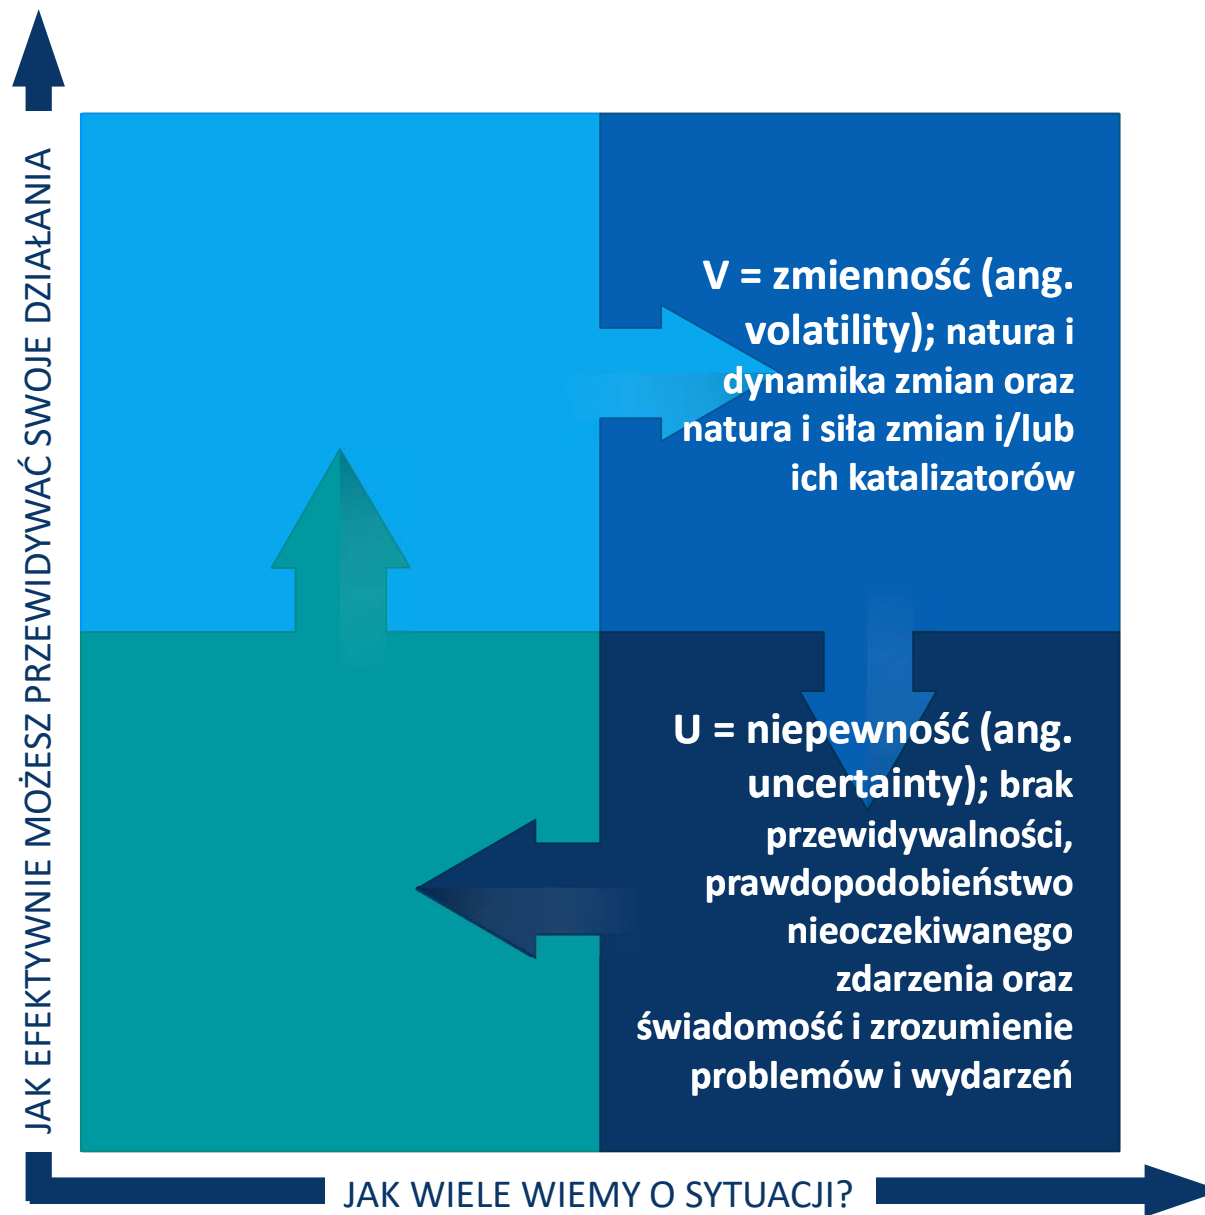 JAK EFEKTYWNIE MOŻESZ PRZEWIDYWAĆ SWOJE DZIAŁANIA
V = zmienność (ang.
volatility); natura i
dynamika zmian oraz
natura i siła zmian i/lub
ich katalizatorów
U = niepewność (ang.
uncertainty); brak
przewidywalności,
prawdopodobieństwo
nieoczekiwanego
zdarzenia oraz
świadomość i zrozumienie
problemów i wydarzeń
JAK WIELE WIEMY O SYTUACJI?